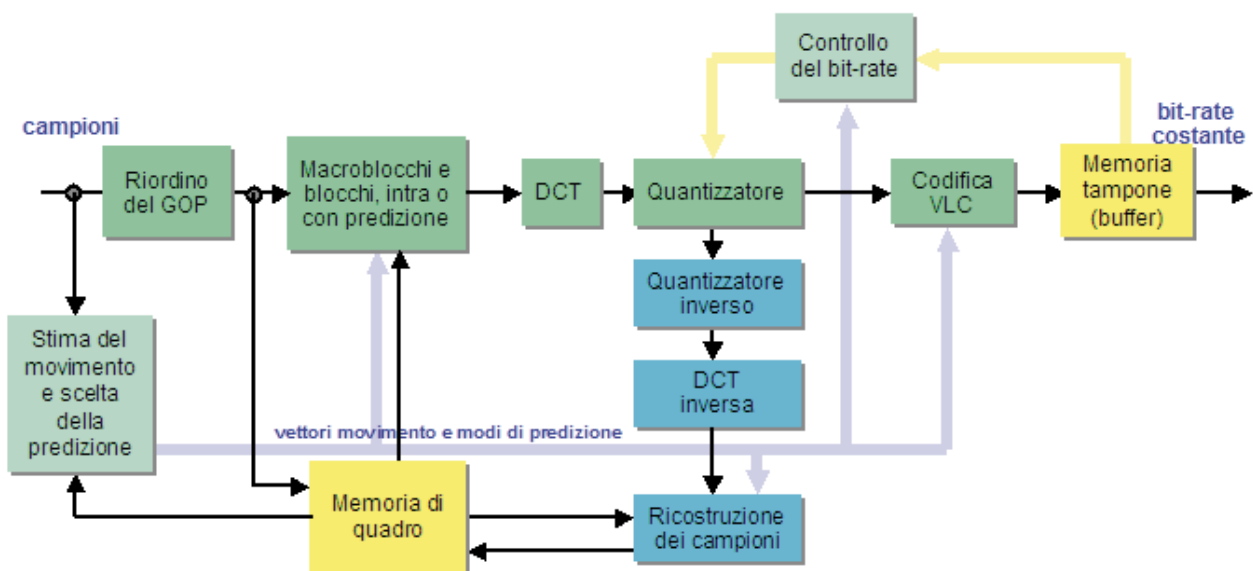 Controllo
del bit-rate
campioni
bit-rate
costante
Riordino
del GOP
Macroblocchi e
blocchi, intra o
con predizione
DCT
Quantizzatore
Codifica
VLC
Memoria
tampone
(buffer)
Quantizzatore
inverso
Stima del
movimento
e scelta
della
predizione
DCT
inversa
vettori movimento e modi di predizione
Memoria di
quadro
Ricostruzione
dei campioni